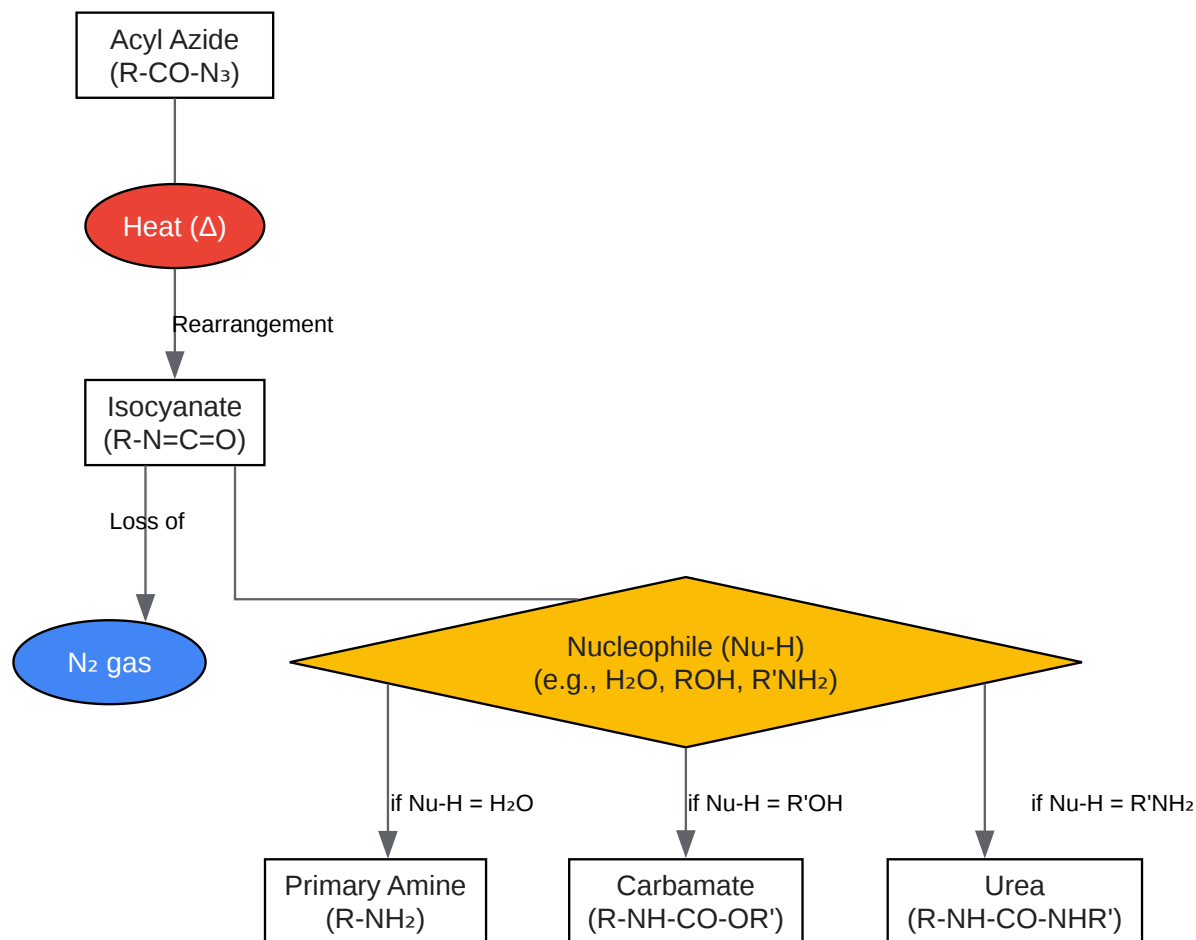 Acyl Azide
(R-CO-N₃)
Heat (Δ)
Rearrangement
Isocyanate
(R-N=C=O)
Loss of
N₂ gas
Nucleophile (Nu-H)
(e.g., H₂O, ROH, R'NH₂)
if Nu-H = H₂O
if Nu-H = R'OH
if Nu-H = R'NH₂
Primary Amine
(R-NH₂)
Carbamate
(R-NH-CO-OR')
Urea
(R-NH-CO-NHR')